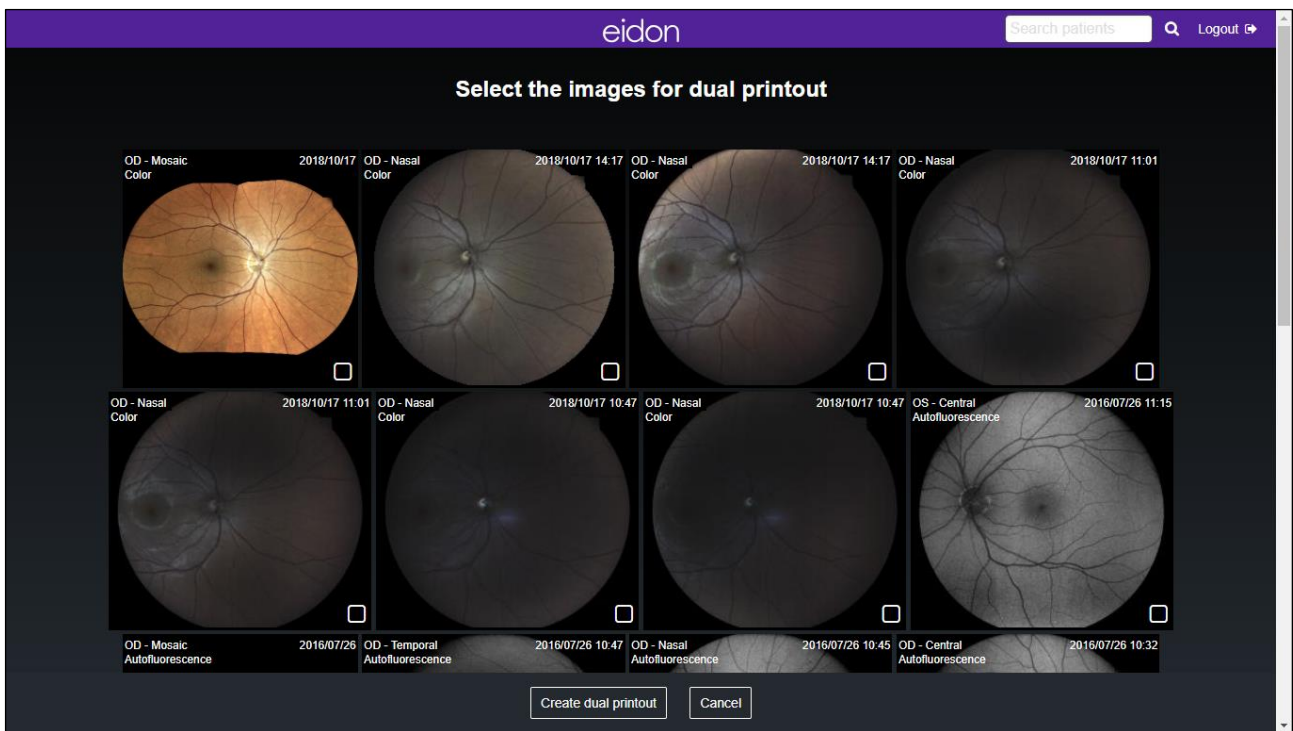 eidon
Search patients
Logout
Select the images for dual printout
OD - Mosaic 2018/10/17
Color
OD - Nasal 2018/10/17 14:17
Color
OD - Nasal 2018/10/17 14:17
Color
OD - Nasal 2018/10/17 11:01
Color
OD - Nasal 2018/10/17 11:01
Color
OD - Nasal 2018/10/17 10:47
Color
OD - Nasal 2018/10/17 10:47
Color
OS - Central 2016/07/26 11:15
Autofluorescence
OD - Mosaic 2016/07/26
Autofluorescence
OD - Temporal 2016/07/26 10:47
Autofluorescence
OD - Nasal 2016/07/26 10:45
Autofluorescence
OD - Central 2016/07/26 10:32
Autofluorescence
Create dual printout
Cancel